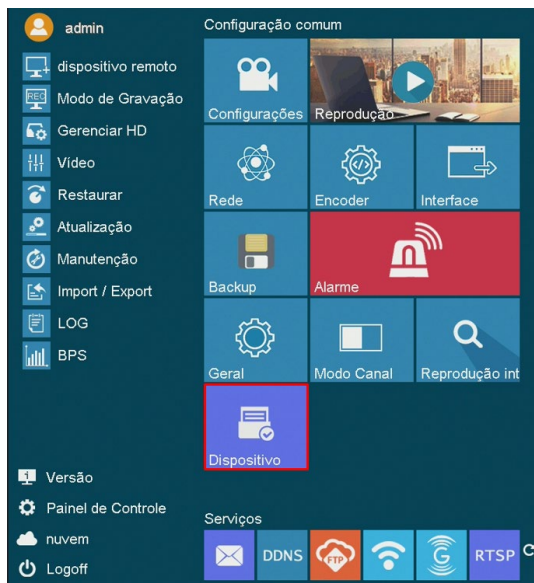 admin
dispositivo remoto
REC
Modo de Gravação
Gerenciar HD
Vídeo
Restaurar
Atualização
Manutenção
Import / Export
LOG
BPS
Versão
Painel de Controle
nuvem
Logoff
Configuração comum
Configurações
Reprodução
Rede
Encoder
Interface
Backup
Alarme
Geral
Modo Canal
Reprodução int
Dispositivo
Serviços
DDNS
FTP
G
RTSP
C